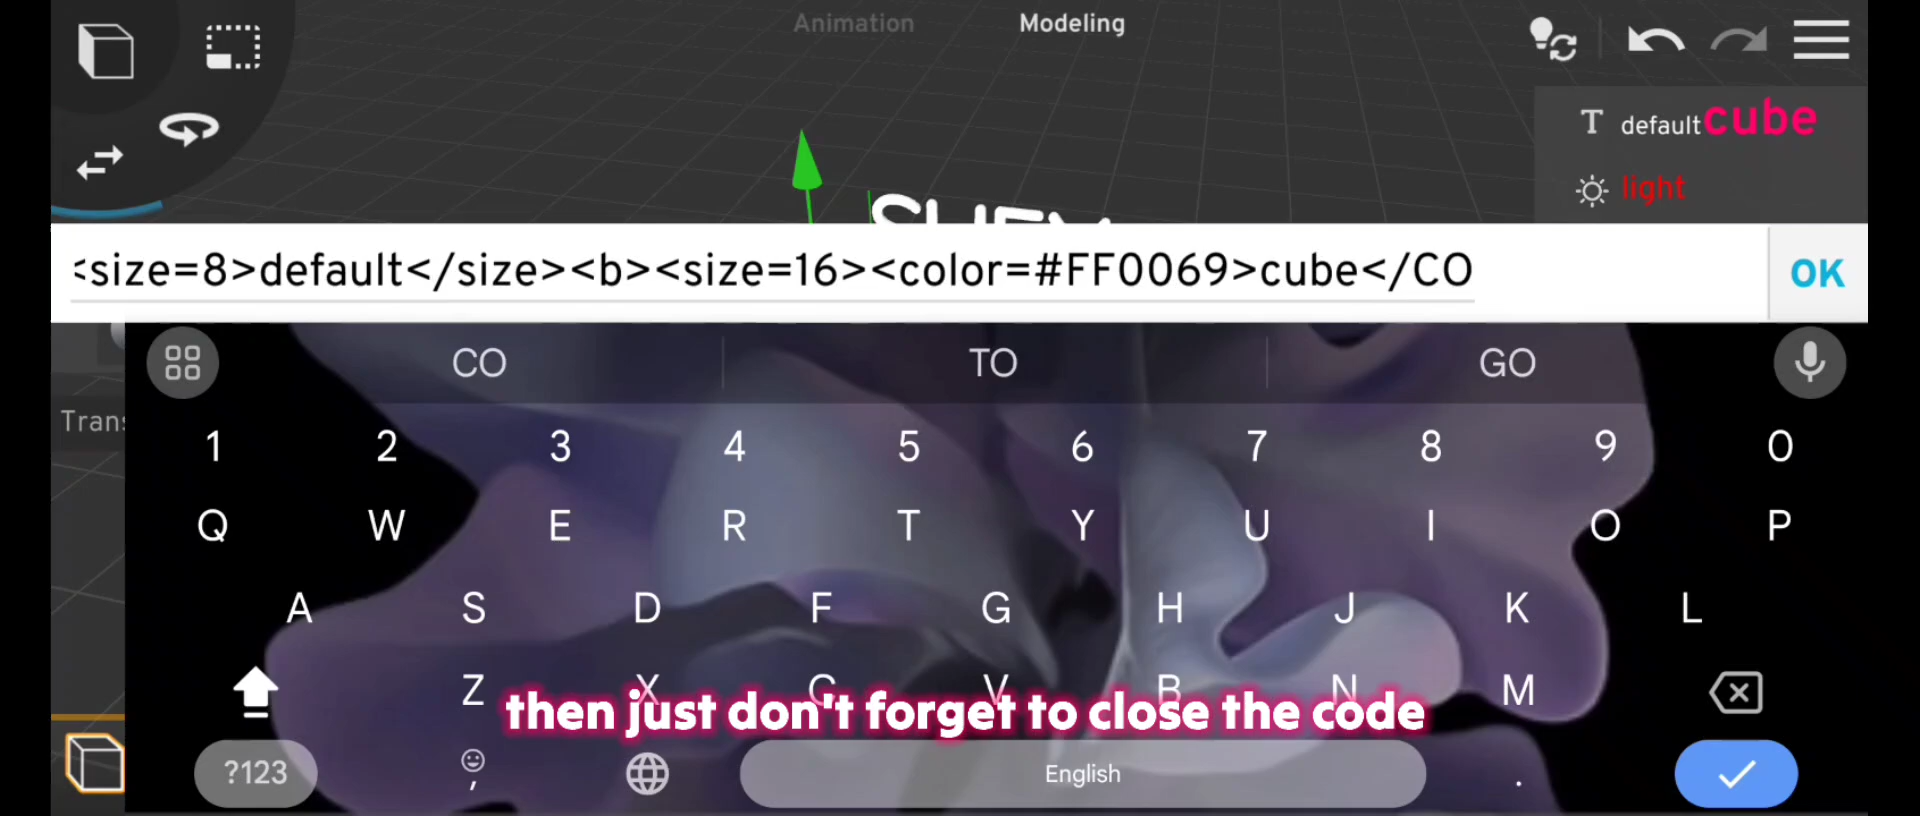 Animation Modeling
T defaultcube
light
<size=8>default</size><b><size=16><color=#FF0069>cube</CO OK
CO TO GO
Trans
1 2 3 4 5 6 7 8 9 0
Q W E R T Y U I O P
A S D F G H J K L
Z X C V B N M
then just don't forget to close the code
?123 , English .